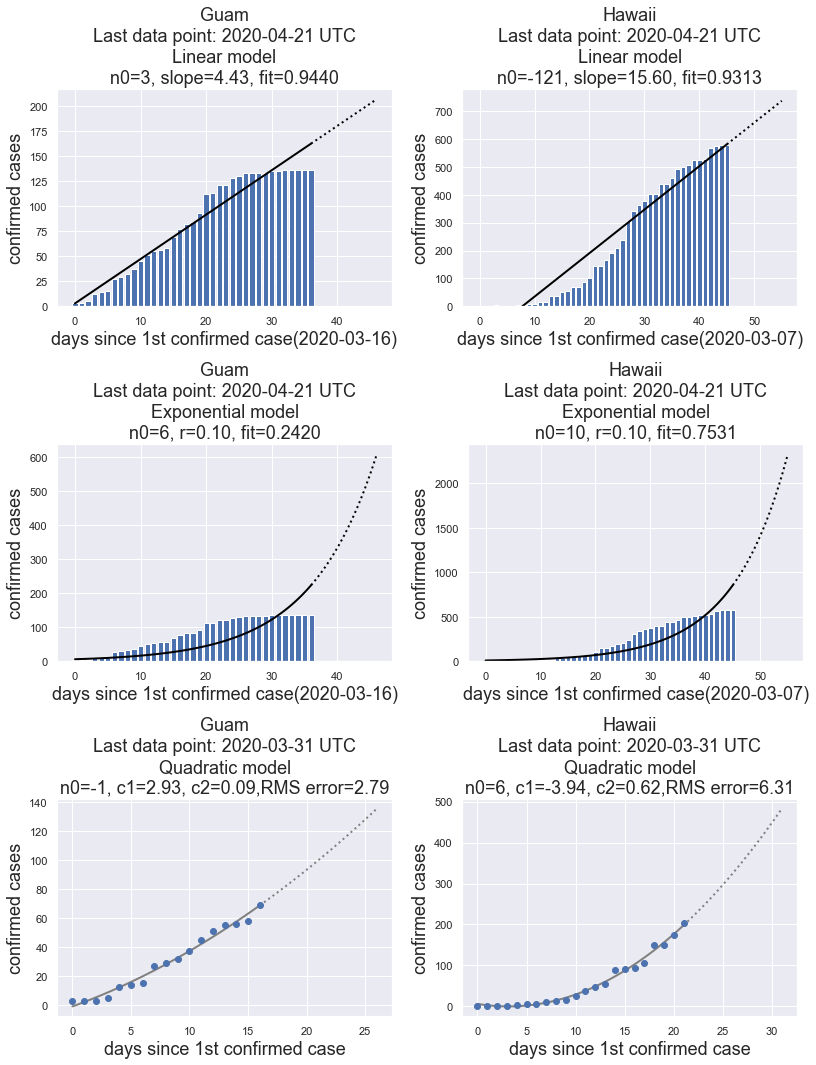 Guam
Last data point: 2020-04-21 UTC
Linear model
n0=3, slope=4.43, fit=0.9440
confirmed cases
200
175
150
125
100
75
50
25
0
0 10 20 30 40
days since 1st confirmed case(2020-03-16)
Hawaii
Last data point: 2020-04-21 UTC
Linear model
n0=-121, slope=15.60, fit=0.9313
confirmed cases
700
600
500
400
300
200
100
0
0 10 20 30 40 50
days since 1st confirmed case(2020-03-07)
Guam
Last data point: 2020-04-21 UTC
Exponential model
n0=6, r=0.10, fit=0.2420
confirmed cases
600
500
400
300
200
100
0
0 10 20 30 40
days since 1st confirmed case(2020-03-16)
Hawaii
Last data point: 2020-04-21 UTC
Exponential model
n0=10, r=0.10, fit=0.7531
confirmed cases
2000
1500
1000
500
0
0 10 20 30 40 50
days since 1st confirmed case(2020-03-07)
Guam
Last data point: 2020-03-31 UTC
Quadratic model
n0=-1, c1=2.93, c2=0.09,RMS error=2.79
confirmed cases
140
120
100
80
60
40
20
0
0 5 10 15 20 25
days since 1st confirmed case
Hawaii
Last data point: 2020-03-31 UTC
Quadratic model
n0=6, c1=-3.94, c2=0.62,RMS error=6.31
confirmed cases
500
400
300
200
100
0
0 5 10 15 20 25 30
days since 1st confirmed case